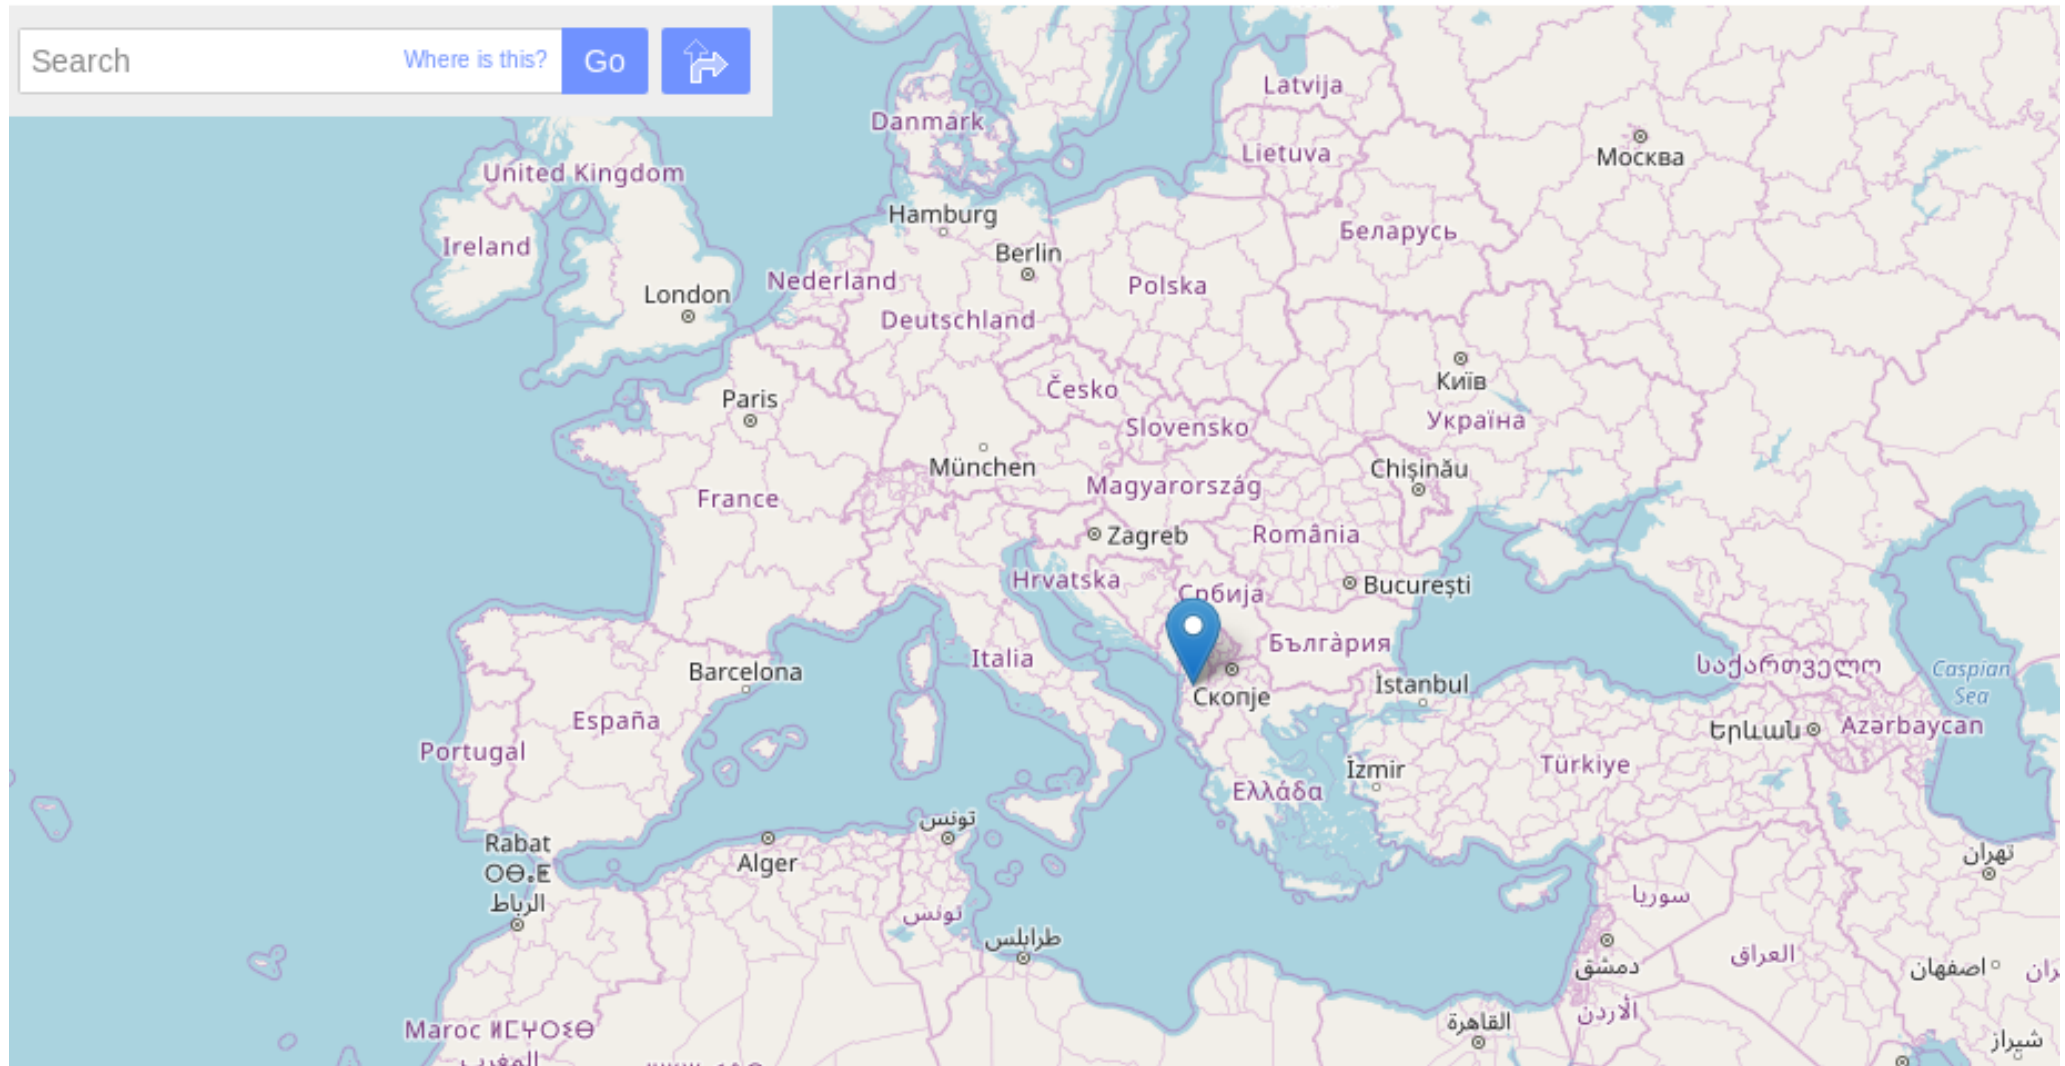 Search
Where is this?
Go
Latvija
Danmark
Москва
Lietuva
United Kingdom
Hamburg
Беларусь
Ireland
Berlin
Nederland
Polska
London
Deutschland
Київ
Česko
Paris
Україна
Slovensko
Chișinău
München
Magyarország
France
Zagreb
România
Hrvatska
București
Србија
Бългàрия
Italia
საქართველო
Caspian
Sea
Barcelona
İstanbul
Скопје
España
Azərbaycan
Երևան
Portugal
Türkiye
İzmir
Ελλάδα
تونس
Rabat
ⵔⴱⴰⵟ
الرباط
Alger
تهران
سوريا
تونس
طرابلس
العراق
دمشق
اصفهان
الأردن
القاهرة
Maroc ⵍⵎⵖⵔⵉⴱ
المغرب
شیراز